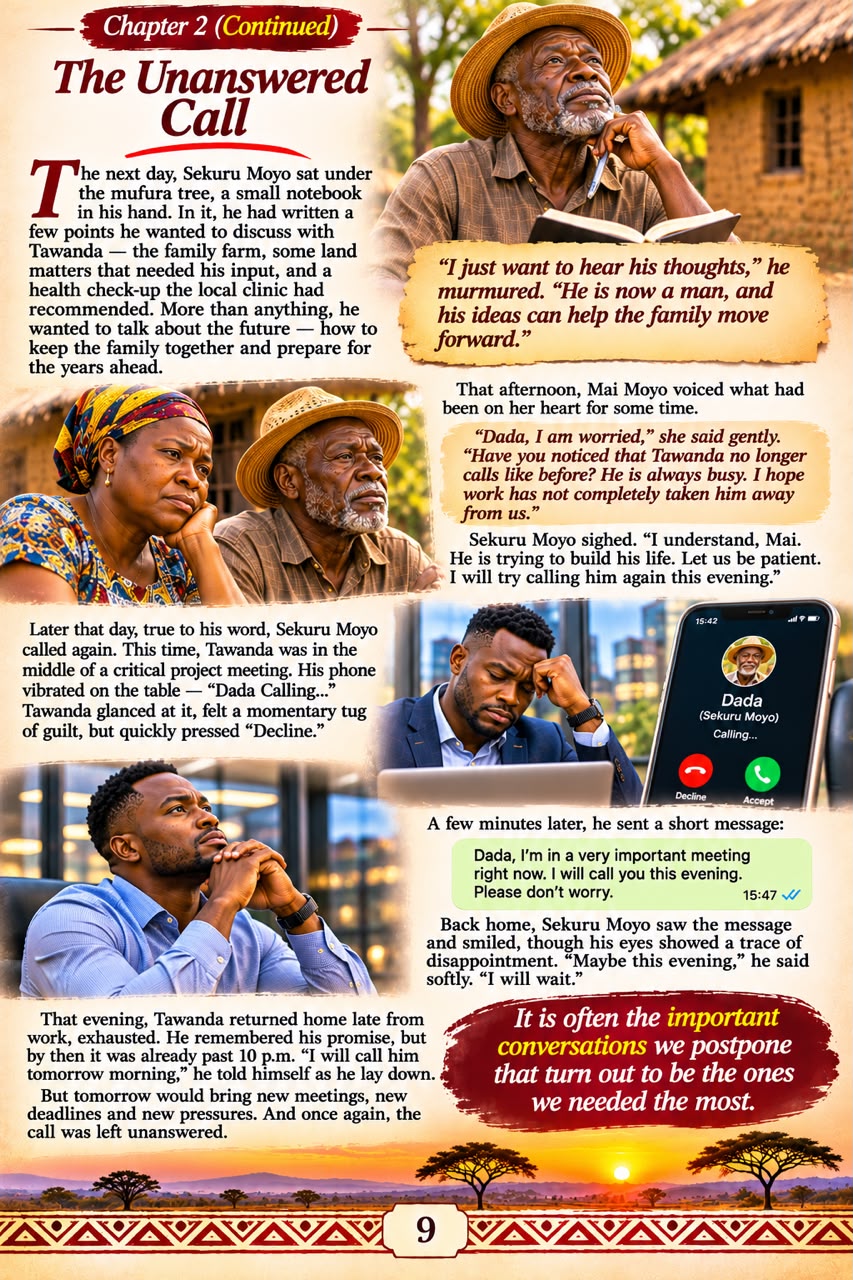 Chapter 2 (Continued)
The Unanswered
Call
The next day, Sekuru Moyo sat under
the mufura tree, a small notebook
in his hand. In it, he had written a
few points he wanted to discuss with
Tawanda — the family farm, some land
matters that needed his input, and a
health check-up the local clinic had
recommended. More than anything, he
wanted to talk about the future — how to
keep the family together and prepare for
the years ahead.
“I just want to hear his thoughts,” he
murmured. “He is now a man, and
his ideas can help the family move
forward.”
That afternoon, Mai Moyo voiced what had
been on her heart for some time.
“Dada, I am worried,” she said gently.
“Have you noticed that Tawanda no longer
calls like before? He is always busy. I hope
work has not completely taken him away
from us.”
Sekuru Moyo sighed. “I understand, Mai.
He is trying to build his life. Let us be patient.
I will try calling him again this evening.”
Later that day, true to his word, Sekuru Moyo
called again. This time, Tawanda was in the
middle of a critical project meeting. His phone
vibrated on the table — “Dada Calling...”
Tawanda glanced at it, felt a momentary tug
of guilt, but quickly pressed “Decline.”
15:42
Dada
(Sekuru Moyo)
Calling...
Decline
Accept
A few minutes later, he sent a short message:
Dada, I’m in a very important meeting
right now. I will call you this evening.
Please don’t worry.
15:47
Back home, Sekuru Moyo saw the message
and smiled, though his eyes showed a trace of
disappointment. “Maybe this evening,” he said
softly. “I will wait.”
That evening, Tawanda returned home late from
work, exhausted. He remembered his promise, but
by then it was already past 10 p.m. “I will call him
tomorrow morning,” he told himself as he lay down.
But tomorrow would bring new meetings, new
deadlines and new pressures. And once again, the
call was left unanswered.
It is often the important
conversations we postpone
that turn out to be the ones
we needed the most.
9